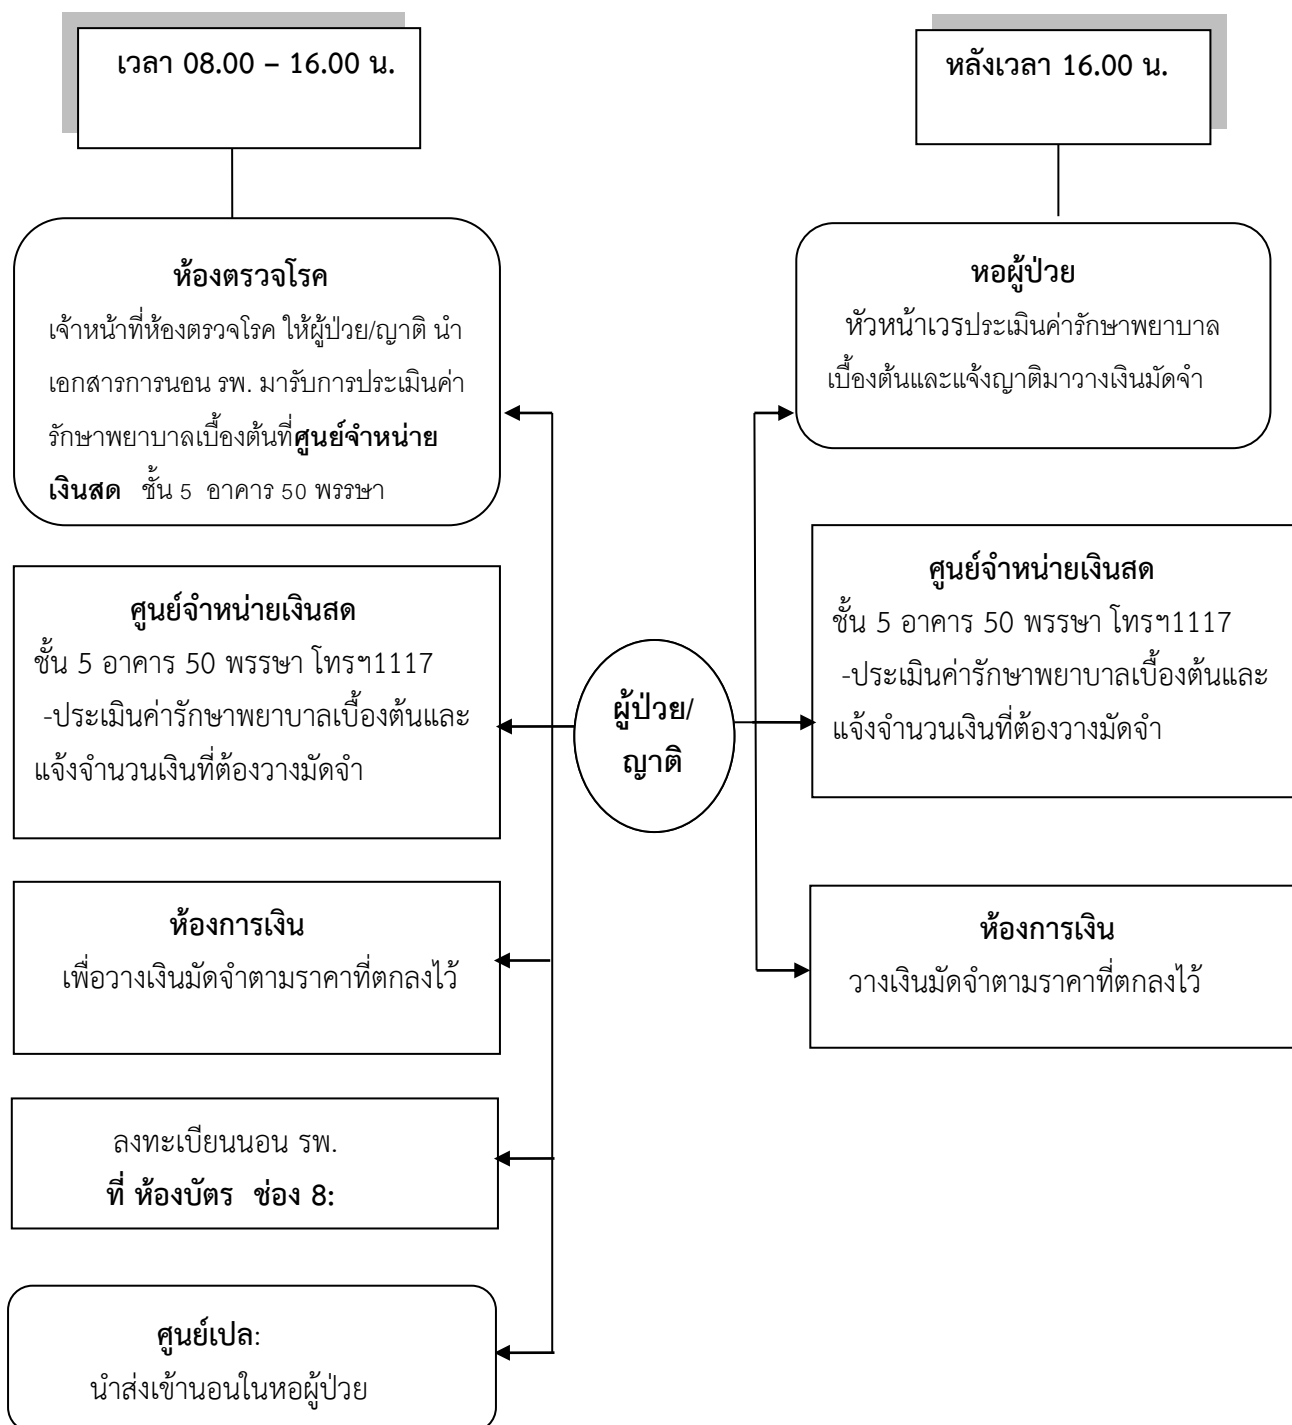 เวลา 08.00 – 16.00 น.
ห้องตรวจโรค
เจ้าหน้าที่ห้องตรวจโรค ให้ผู้ป่วย/ญาติ นำ
เอกสารการนอน รพ. มารับการประเมินค่า
รักษาพยาบาลเบื้องต้นที่ศูนย์จำหน่าย
เงินสด ชั้น 5 อาคาร 50 พรรษา
ศูนย์จำหน่ายเงินสด
ชั้น 5 อาคาร 50 พรรษา โทรฯ1117
-ประเมินค่ารักษาพยาบาลเบื้องต้นและ
แจ้งจำนวนเงินที่ต้องวางมัดจำ
ห้องการเงิน
เพื่อวางเงินมัดจำตามราคาที่ตกลงไว้
ลงทะเบียนนอน รพ.
ที่ ห้องบัตร ช่อง 8:
ศูนย์เปล:
นำส่งเข้านอนในหอผู้ป่วย
ผู้ป่วย/
ญาติ
หลังเวลา 16.00 น.
หอผู้ป่วย
หัวหน้าเวรประเมินค่ารักษาพยาบาล
เบื้องต้นและแจ้งญาติมาวางเงินมัดจำ
ศูนย์จำหน่ายเงินสด
ชั้น 5 อาคาร 50 พรรษา โทรฯ1117
-ประเมินค่ารักษาพยาบาลเบื้องต้นและ
แจ้งจำนวนเงินที่ต้องวางมัดจำ
ห้องการเงิน
วางเงินมัดจำตามราคาที่ตกลงไว้